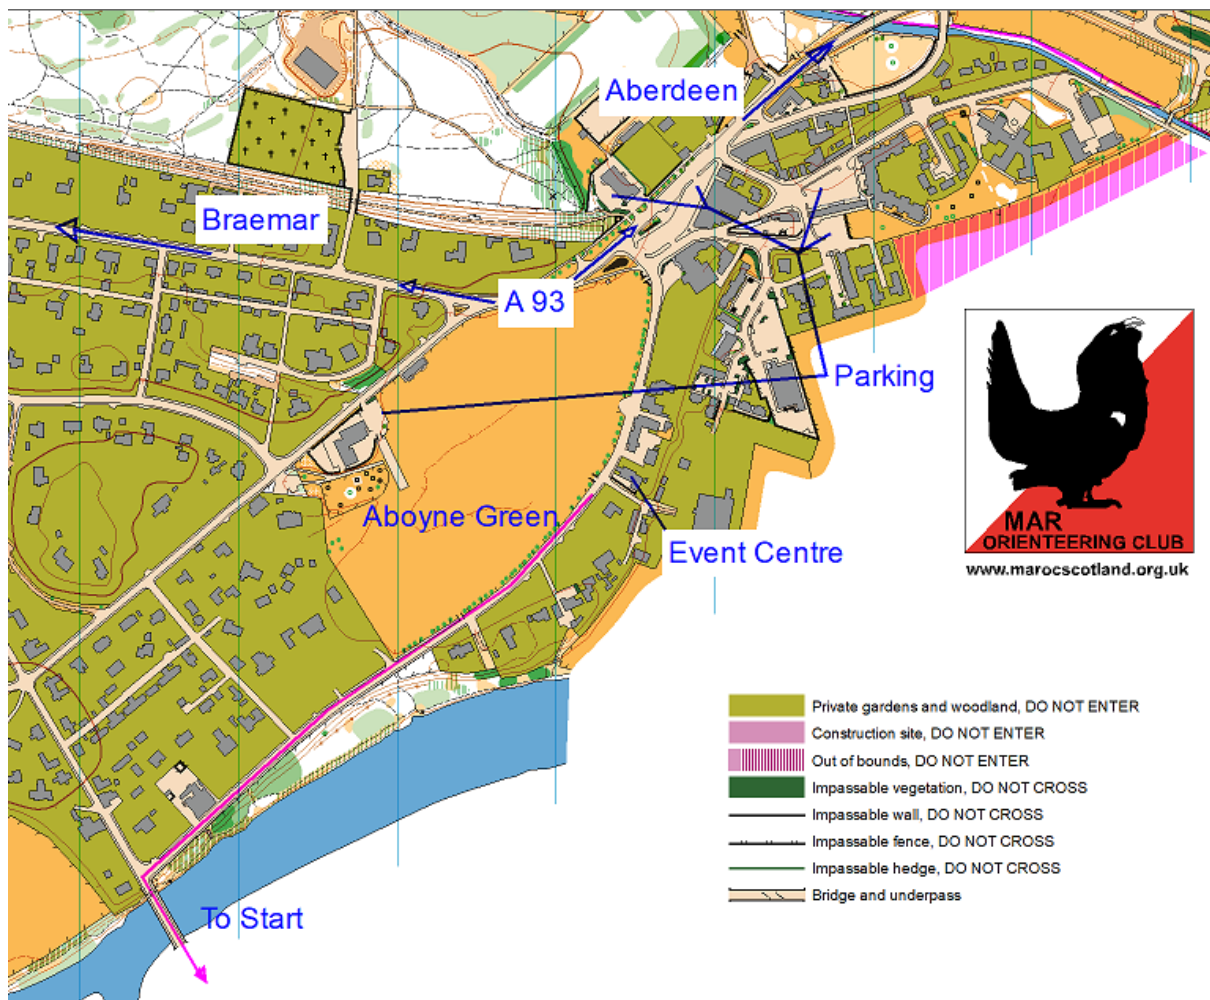 Aberdeen
Braemar
A 93
Parking
Aboyne Green
Event Centre
MAR
ORIENTEERING CLUB
www.marocscotland.org.uk
Private gardens and woodland, DO NOT ENTER
Construction site, DO NOT ENTER
Out of bounds, DO NOT ENTER
Impassable vegetation, DO NOT CROSS
Impassable wall, DO NOT CROSS
Impassable fence, DO NOT CROSS
Impassable hedge, DO NOT CROSS
Bridge and underpass
To Start